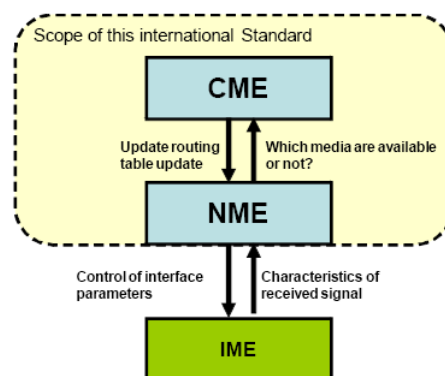 Scope of this international Standard
CME
Update routing
table update
Which media are available
or not?
NME
Control of interface
parameters
Characteristics of
received signal
IME